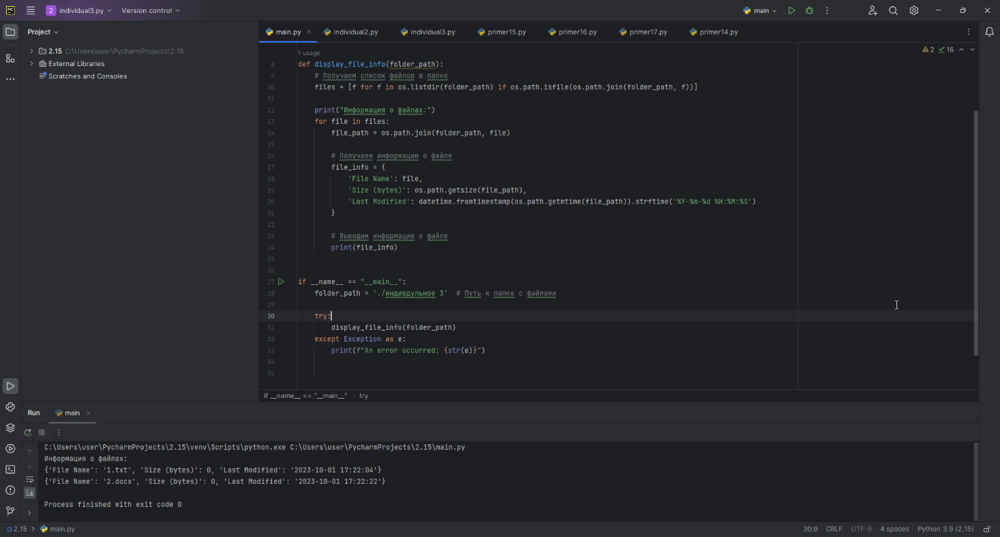 PC 2 individual3.py Version control main
Project
main.py individual2.py individual3.py primer15.py primer16.py primer17.py primer14.py
2.15 C:\Users\user\PycharmProjects\2.15
External Libraries
Scratches and Consoles
2 16
1 usage
8 def display_file_info(folder_path):
9 # Получаем список файлов в папке
10 files = [f for f in os.listdir(folder_path) if os.path.isfile(os.path.join(folder_path, f))]
11
12 print("Информация о файлах:")
13 for file in files:
14 file_path = os.path.join(folder_path, file)
15
16 # Получаем информацию о файле
17 file_info = {
18 'File Name': file,
19 'Size (bytes)': os.path.getsize(file_path),
20 'Last Modified': datetime.fromtimestamp(os.path.getmtime(file_path)).strftime('%Y-%m-%d %H:%M:%S')
21 }
22
23 # Выводим информацию о файле
24 print(file_info)
25
26
27 if __name__ == "__main__":
28 folder_path = './индивдульное 3' # Путь к папке с файлами
29
30 try:
31 display_file_info(folder_path)
32 except Exception as e:
33 print(f"An error occurred: {str(e)}")
34
35
if __name__ == "__main__" › try
Run main
C:\Users\user\PycharmProjects\2.15\venv\Scripts\python.exe C:\Users\user\PycharmProjects\2.15\main.py
Информация о файлах:
{'File Name': '1.txt', 'Size (bytes)': 0, 'Last Modified': '2023-10-01 17:22:04'}
{'File Name': '2.docx', 'Size (bytes)': 0, 'Last Modified': '2023-10-01 17:22:22'}
Process finished with exit code 0
2.15 › main.py 30:9 CRLF UTF-8 4 spaces Python 3.9 (2.15)